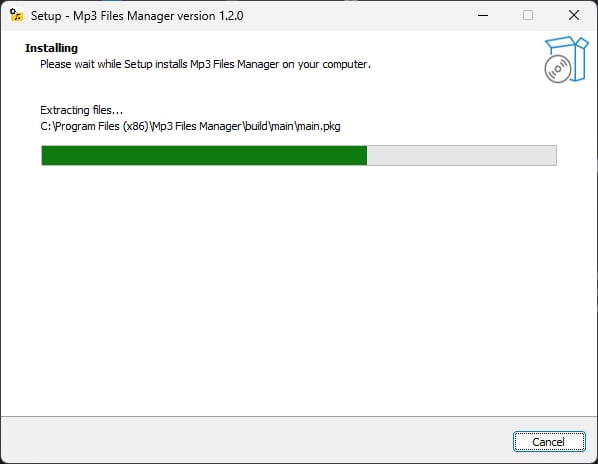 Setup - Mp3 Files Manager version 1.2.0
Installing
Please wait while Setup installs Mp3 Files Manager on your computer.
Extracting files...
C:\Program Files (x86)\Mp3 Files Manager\build\main\main.pkg
Cancel